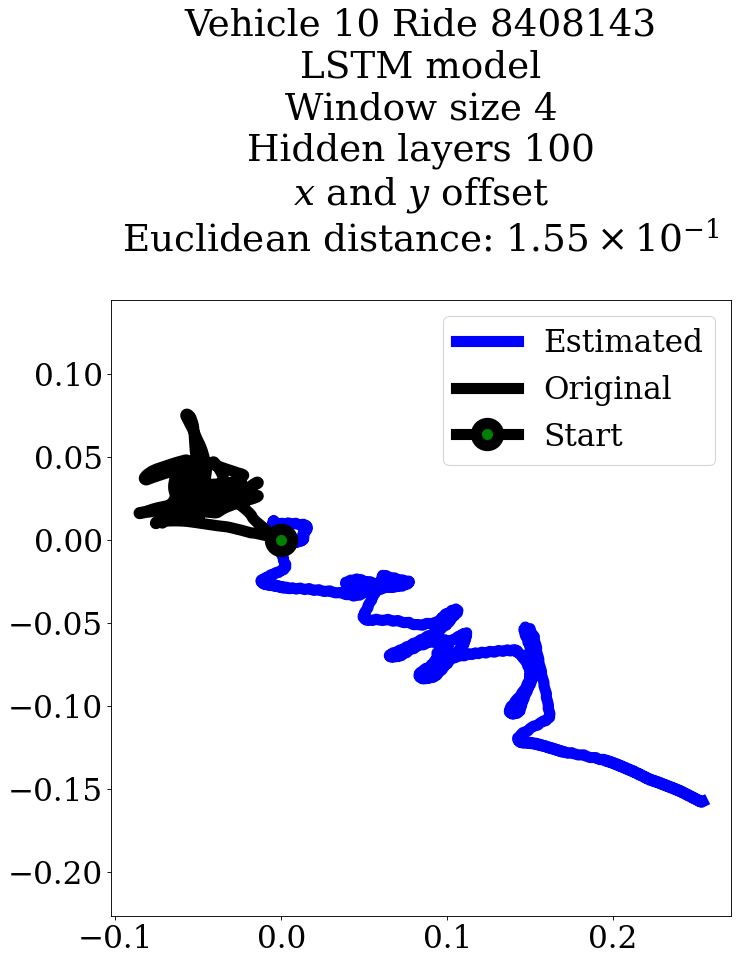 Vehicle 10 Ride 8408143
LSTM model
Window size 4
Hidden layers 100
x and y offset
Euclidean distance: 1.55 × 10⁻¹
Estimated
Original
Start
0.10
0.05
0.00
−0.05
−0.10
−0.15
−0.20
−0.1
0.0
0.1
0.2